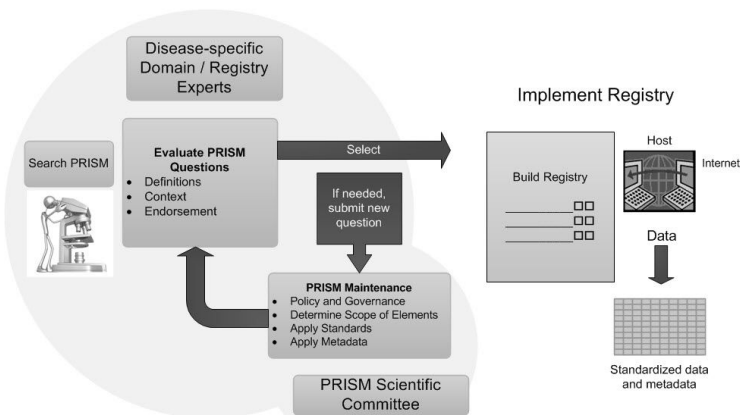 Disease-specific
Domain / Registry
Experts
Search PRISM
Evaluate PRISM
Questions
• Definitions
• Context
• Endorsement
Select
If needed,
submit new
question
PRISM Maintenance
• Policy and Governance
• Determine Scope of Elements
• Apply Standards
• Apply Metadata
PRISM Scientific
Committee
Implement Registry
Build Registry
Host
Internet
Data
Standardized data
and metadata